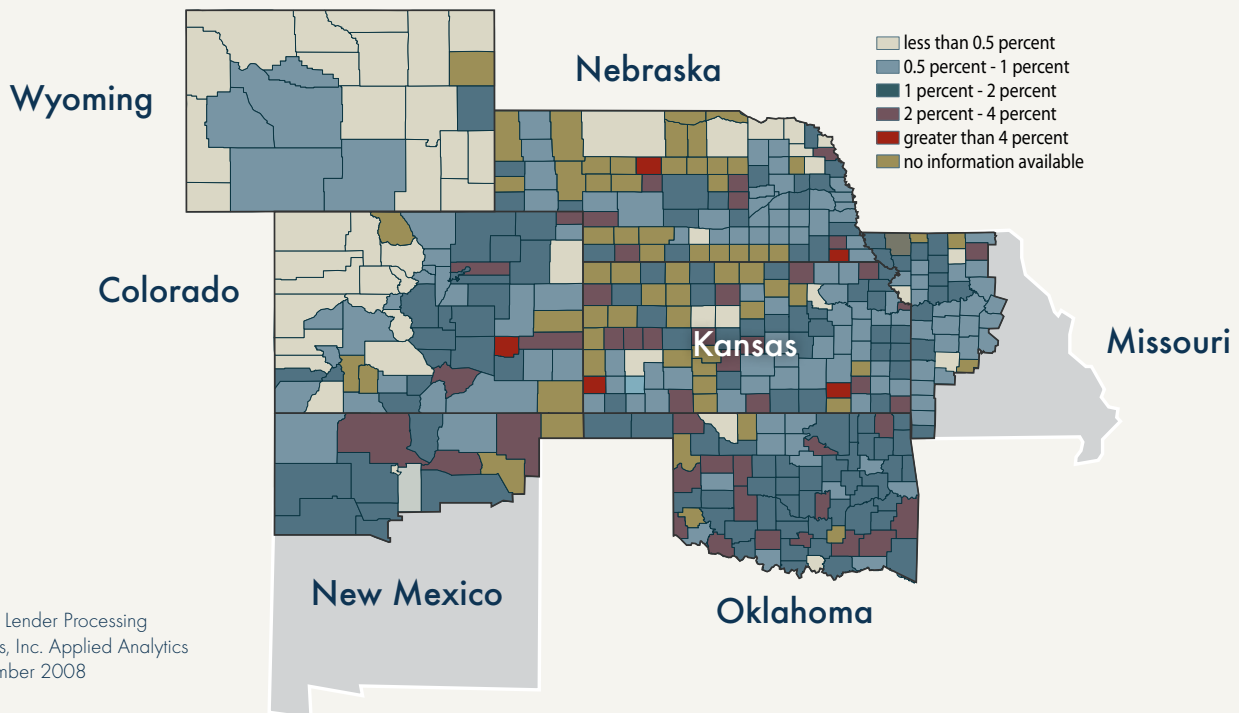 less than 0.5 percent
0.5 percent - 1 percent
1 percent - 2 percent
2 percent - 4 percent
greater than 4 percent
no information available
Nebraska
Wyoming
Colorado
Missouri
Kansas
New Mexico
Oklahoma
Lender Processing
s, Inc. Applied Analytics
mber 2008